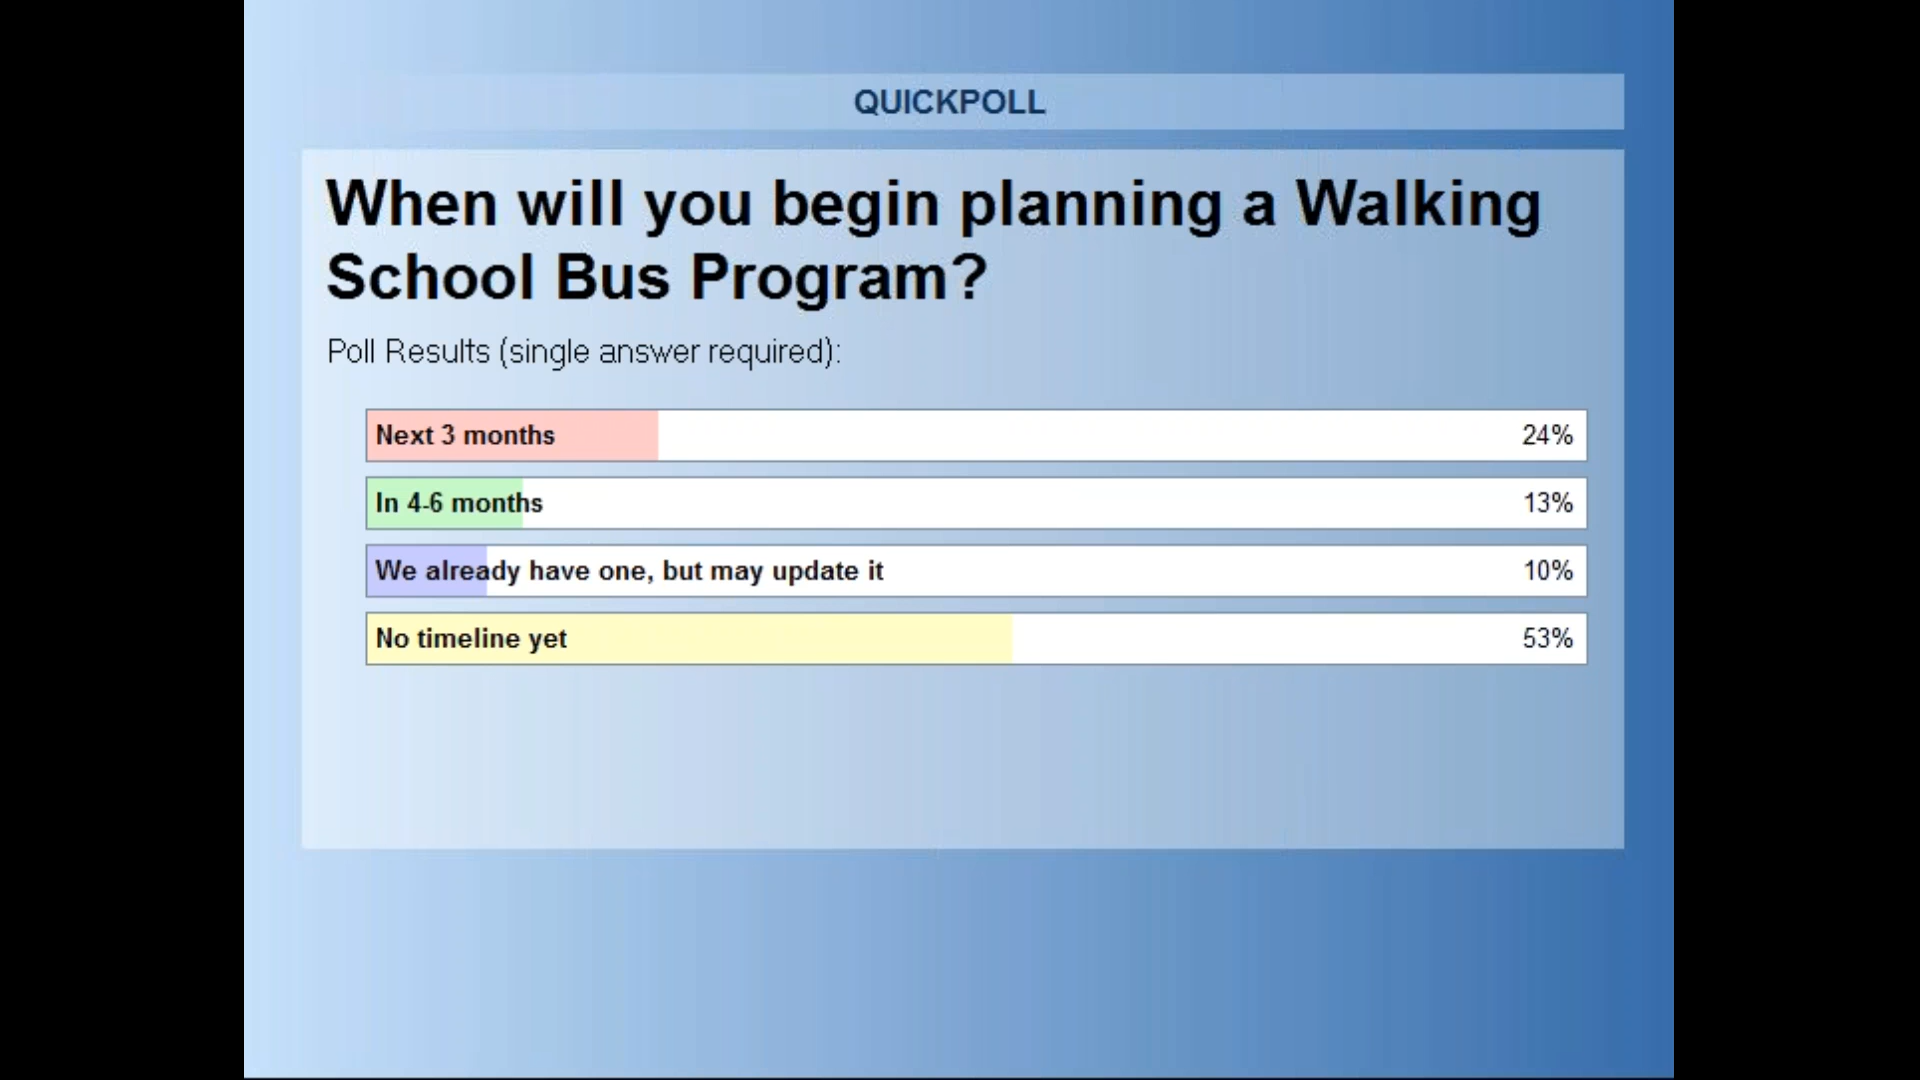 QUICKPOLL
When will you begin planning a Walking
School Bus Program?
Poll Results (single answer required):
Next 3 months 24%
In 4-6 months 13%
We already have one, but may update it 10%
No timeline yet 53%